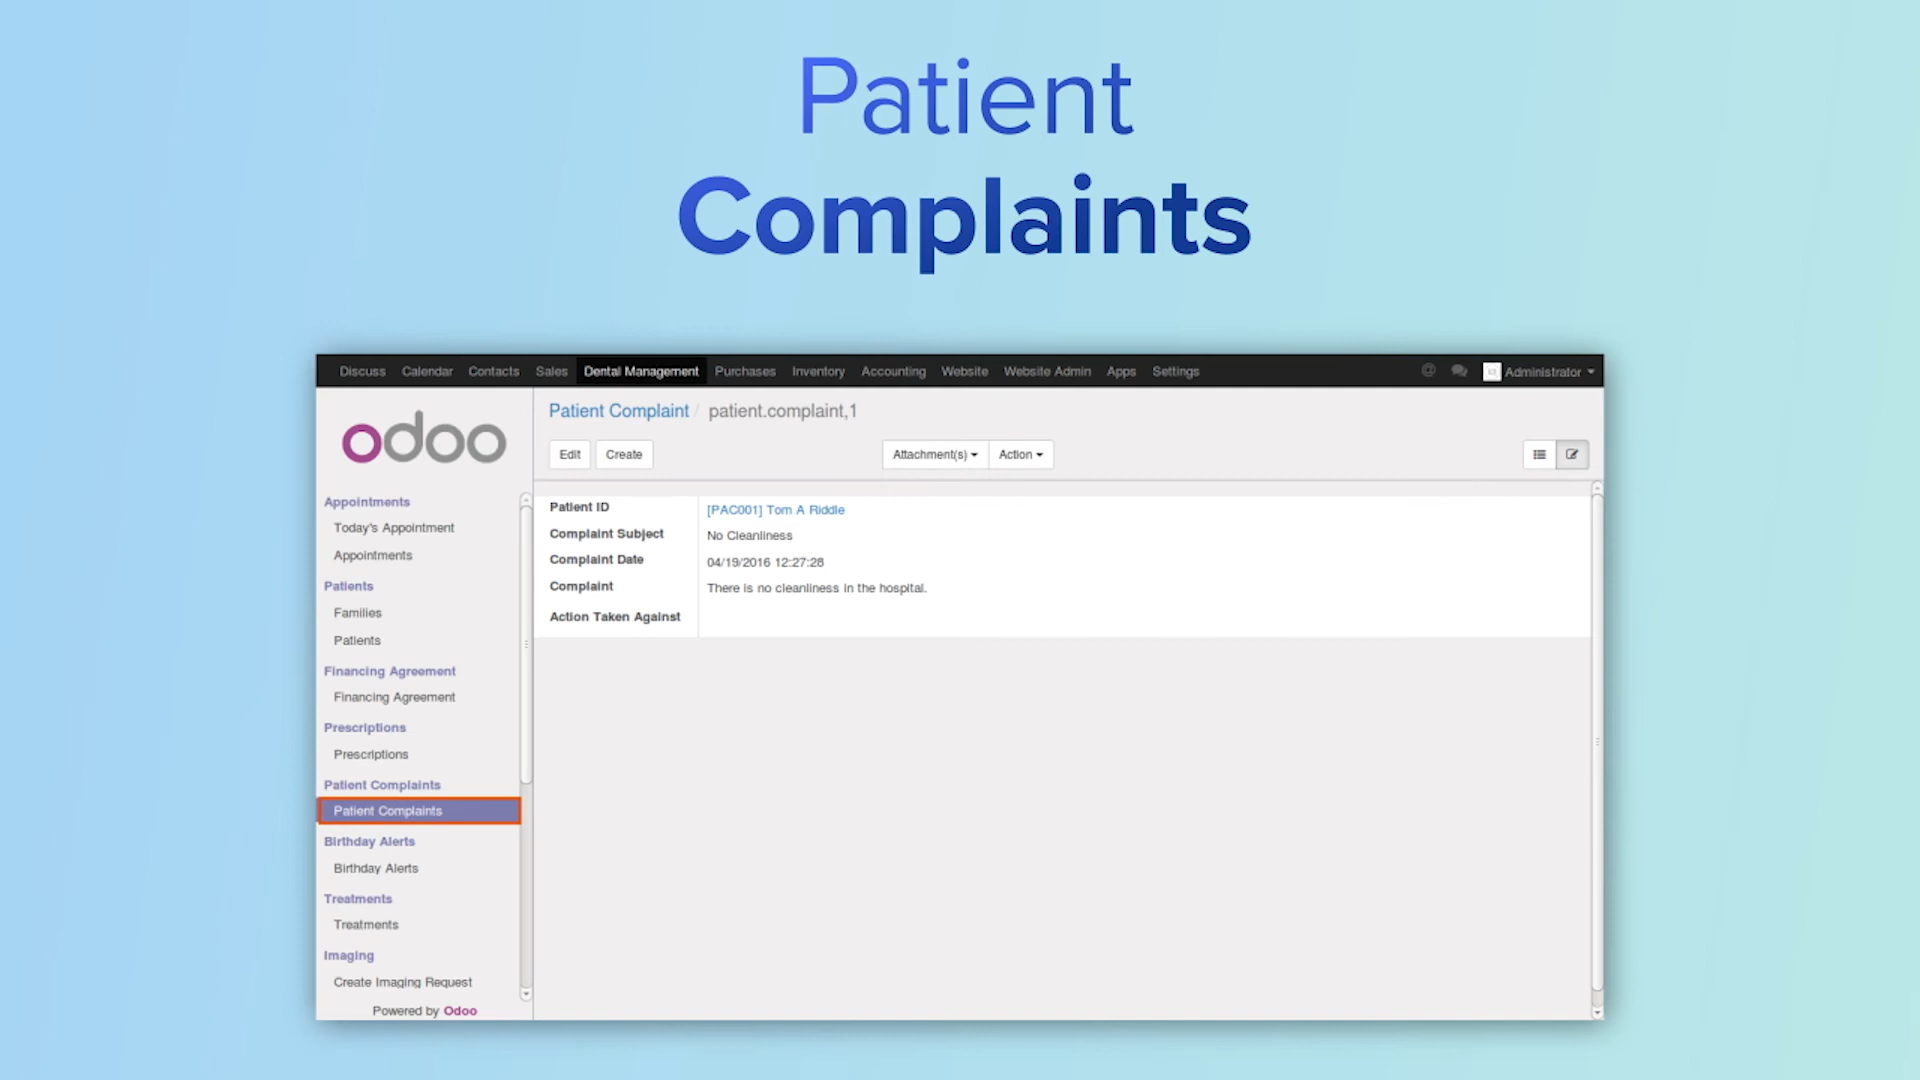 Patient
Complaints
Discuss Calendar Contacts Sales Dental Management Purchases Inventory Accounting Website Website Admin Apps Settings @ Administrator
odoo
Patient Complaint / patient.complaint,1
Edit Create Attachment(s) Action
Appointments
Today's Appointment
Appointments
Patients
Families
Patients
Financing Agreement
Financing Agreement
Prescriptions
Prescriptions
Patient Complaints
Patient Complaints
Birthday Alerts
Birthday Alerts
Treatments
Treatments
Imaging
Create Imaging Request
Powered by Odoo
Patient ID [PAC001] Tom A Riddle
Complaint Subject No Cleanliness
Complaint Date 04/19/2016 12:27:28
Complaint There is no cleanliness in the hospital.
Action Taken Against